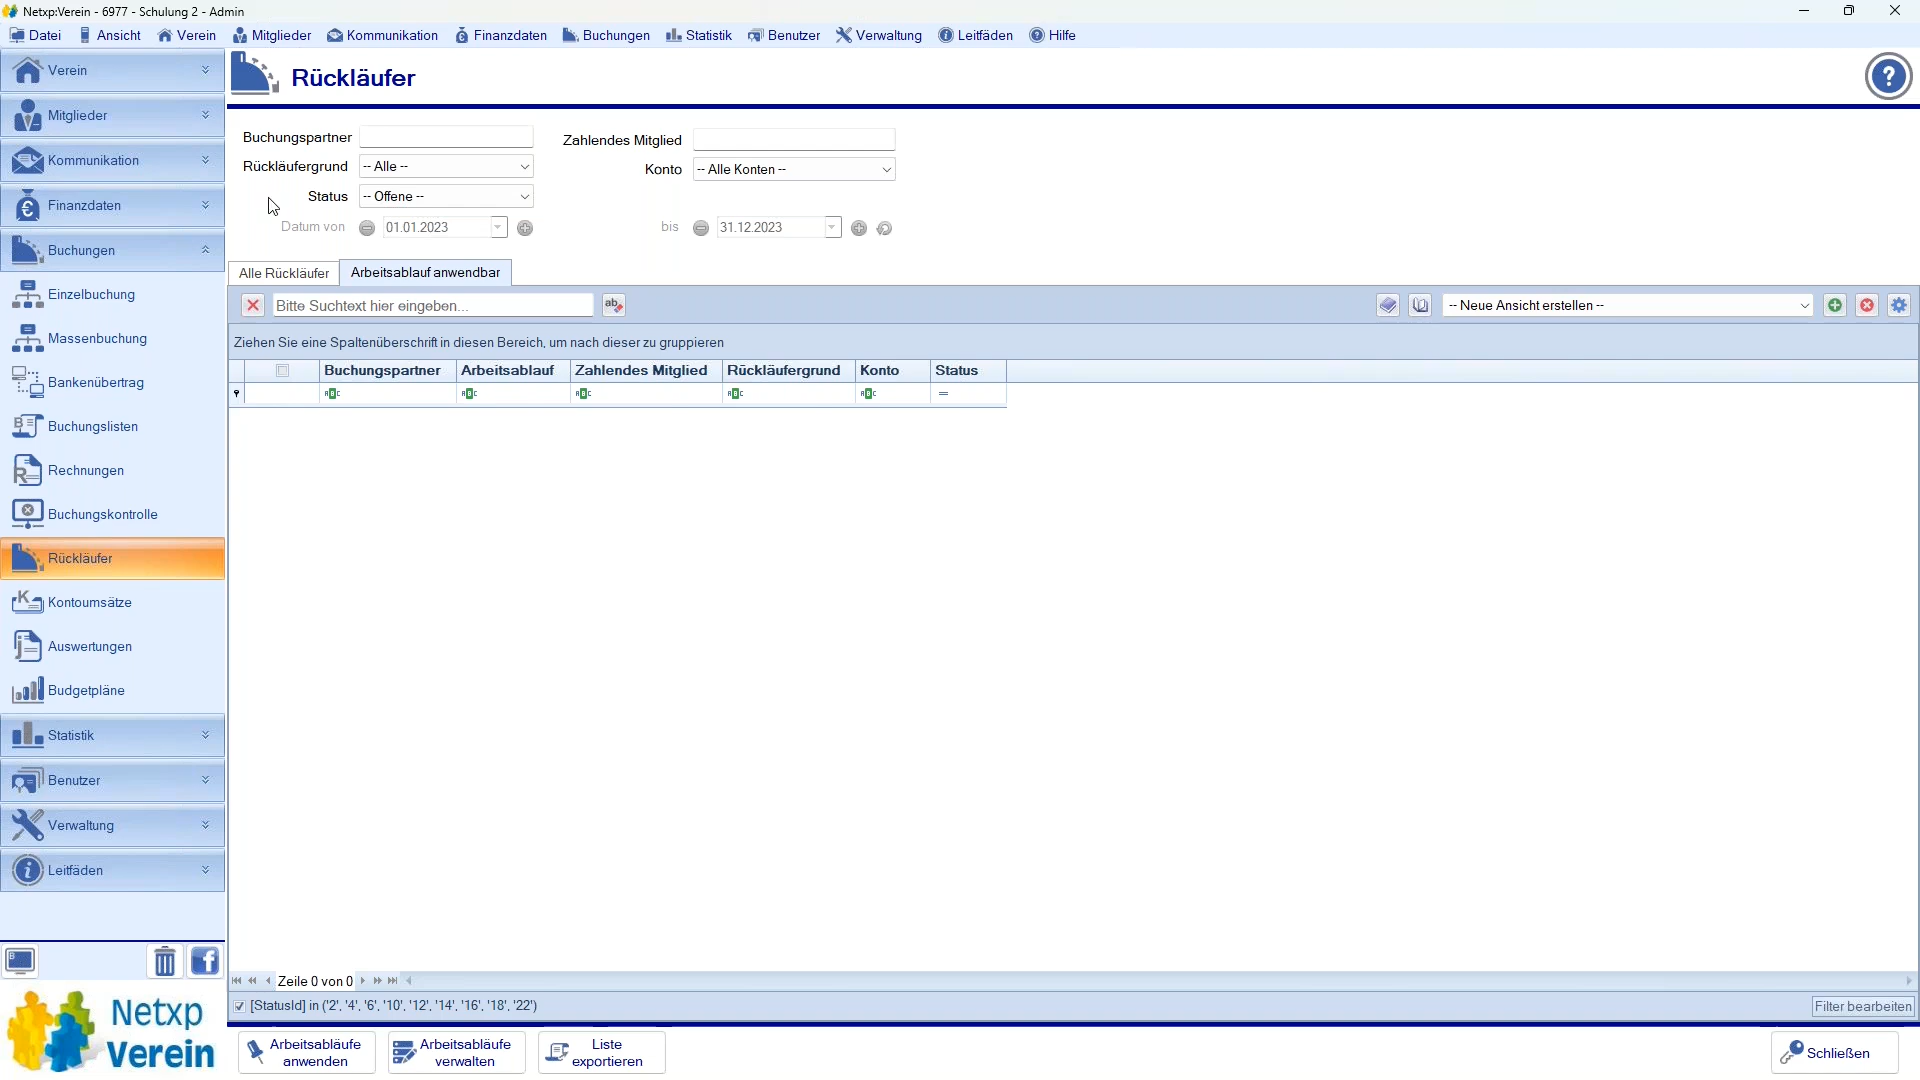 Netxp:Verein - 6977 - Schulung 2 - Admin
Datei Ansicht Verein Mitglieder Kommunikation Finanzdaten Buchungen Statistik Benutzer Verwaltung Leitfäden Hilfe
Verein
Mitglieder
Kommunikation
Finanzdaten
Buchungen
Einzelbuchung
Massenbuchung
Bankenübertrag
Buchungslisten
Rechnungen
Buchungskontrolle
Rückläufer
Kontoumsätze
Auswertungen
Budgetpläne
Statistik
Benutzer
Verwaltung
Leitfäden
Netxp
Verein
Rückläufer
Buchungspartner
Zahlendes Mitglied
Rückläufergrund -- Alle --
Konto -- Alle Konten --
Status -- Offene --
Datum von 01.01.2023
bis 31.12.2023
Alle Rückläufer Arbeitsablauf anwendbar
Bitte Suchtext hier eingeben...
-- Neue Ansicht erstellen --
Ziehen Sie eine Spaltenüberschrift in diesen Bereich, um nach dieser zu gruppieren
Buchungspartner Arbeitsablauf Zahlendes Mitglied Rückläufergrund Konto Status
Zeile 0 von 0
[StatusId] in ('2', '4', '6', '10', '12', '14', '16', '18', '22')
Filter bearbeiten
Arbeitsabläufe
anwenden
Arbeitsabläufe
verwalten
Liste
exportieren
Schließen